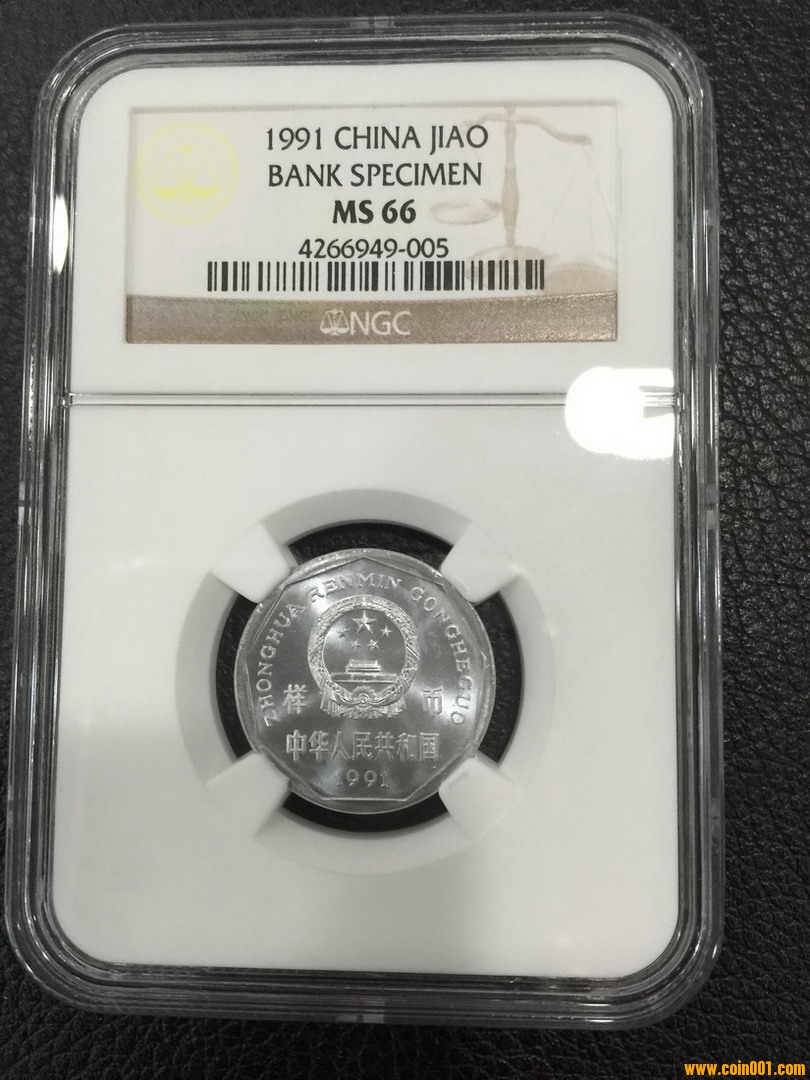 1991 CHINA JIAO
BANK SPECIMEN
MS 66
4266949-005
NGC
ZHONGHUA RENMIN GONGHEGUO
样 币
中华人民共和国
1991
www.coin001.com